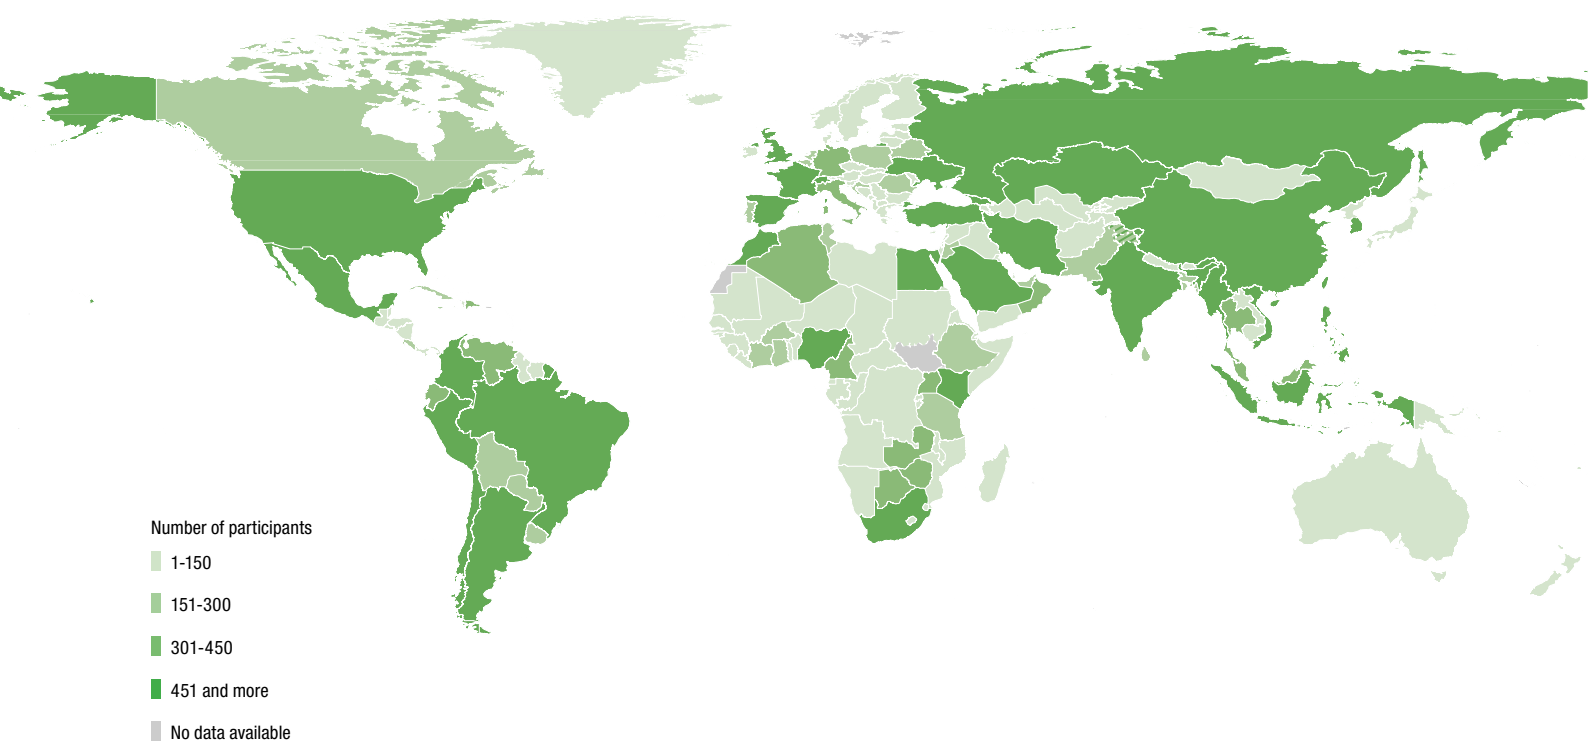 Number of participants
1-150
151-300
301-450
451 and more
No data available